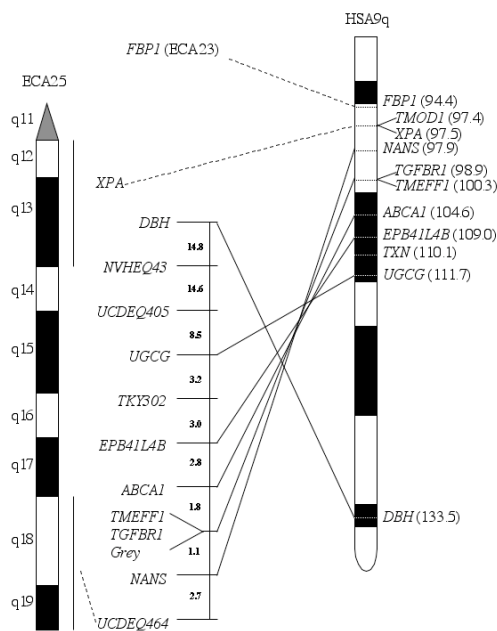 HSA9q
FBP1 (ECA23)
ECA25
q11
q12
q13
q14
q15
q16
q17
q18
q19
XPA
DBH
14.8
NVHEQ43
14.6
UCDEQ405
8.5
UGCG
3.2
TKY302
3.0
EPB41L4B
2.8
ABCA1
1.8
TMEFF1
TGFBR1
Grey
1.1
NANS
2.7
UCDEQ464
FBP1 (94.4)
TMOD1 (97.4)
XPA (97.5)
NANS (97.9)
TGFBR1 (98.9)
TMEFF1 (100.3)
ABCA1 (104.6)
EPB41L4B (109.0)
TXN (110.1)
UGCG (111.7)
DBH (133.5)